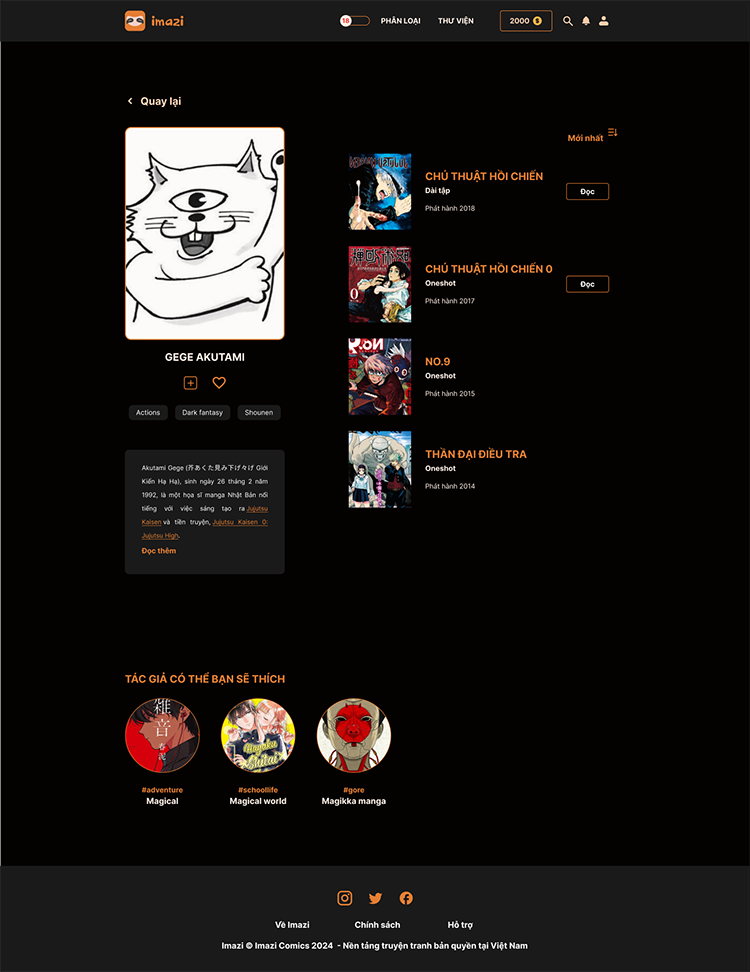 imazi
18
PHÂN LOẠI
THƯ VIỆN
2000 $
Quay lại
Mới nhất
CHÚ THUẬT HỒI CHIẾN
Dài tập
Phát hành 2018
Đọc
CHÚ THUẬT HỒI CHIẾN 0
Oneshot
Phát hành 2017
Đọc
0
NO.9
Oneshot
Phát hành 2015
THẦN ĐẠI ĐIỀU TRA
Oneshot
Phát hành 2014
GEGE AKUTAMI
Actions
Dark fantasy
Shounen
Akutami Gege (芥あくた見み下げ々げ Giới
Kiến Hạ Hạ), sinh ngày 26 tháng 2 năm
1992, là một họa sĩ manga Nhật Bản nổi
tiếng với việc sáng tạo ra Jujutsu
Kaisen và tiền truyện, Jujutsu Kaisen 0:
Jujutsu High.
Đọc thêm
TÁC GIẢ CÓ THỂ BẠN SẼ THÍCH
雑音
#adventure
Magical
#schoollife
Magical world
#gore
Magikka manga
Về Imazi
Chính sách
Hỗ trợ
Imazi © Imazi Comics 2024 - Nền tảng truyện tranh bản quyền tại Việt Nam